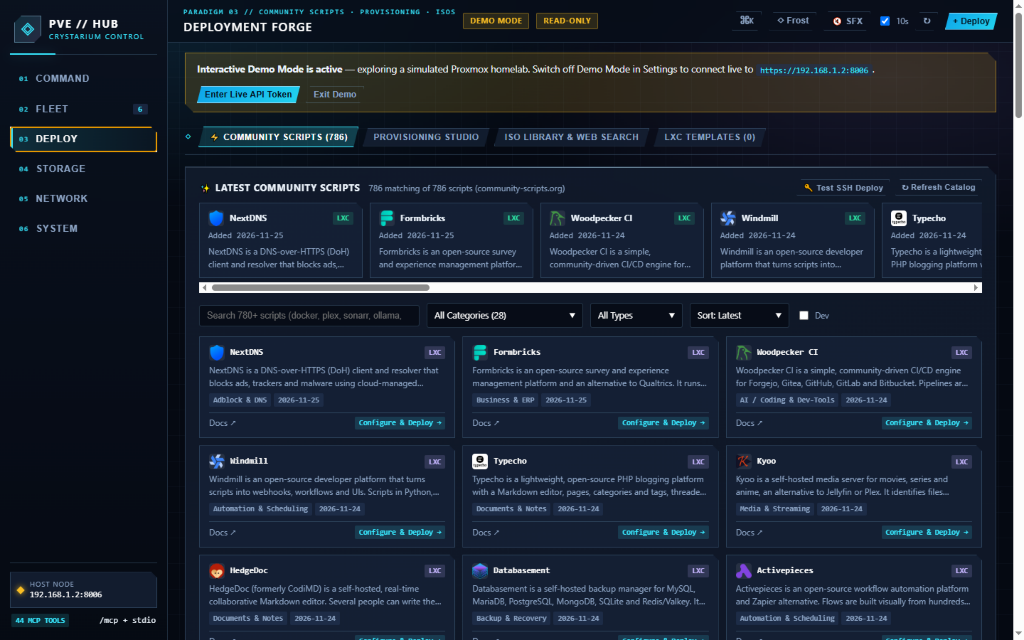 PVE // HUB
CRYSTARIUM CONTROL
01 COMMAND
02 FLEET 6
03 DEPLOY
04 STORAGE
05 NETWORK
06 SYSTEM
HOST NODE
192.168.1.2:8006
44 MCP TOOLS /mcp + stdio
PARADIGM 03 // COMMUNITY SCRIPTS · PROVISIONING · ISOS
DEPLOYMENT FORGE
DEMO MODE
READ-ONLY
⌘K
◇ Frost
SFX
10s
↻
+ Deploy
Interactive Demo Mode is active — exploring a simulated Proxmox homelab. Switch off Demo Mode in Settings to connect live to https://192.168.1.2:8006 .
Enter Live API Token
Exit Demo
COMMUNITY SCRIPTS (786)
PROVISIONING STUDIO
ISO LIBRARY & WEB SEARCH
LXC TEMPLATES (0)
LATEST COMMUNITY SCRIPTS 786 matching of 786 scripts (community-scripts.org)
Test SSH Deploy
↻ Refresh Catalog
NextDNS LXC
Added 2026-11-25
NextDNS is a DNS-over-HTTPS (DoH)
client and resolver that blocks ads,...
Formbricks LXC
Added 2026-11-25
Formbricks is an open-source survey
and experience management platfor...
Woodpecker CI LXC
Added 2026-11-24
Woodpecker CI is a simple,
community-driven CI/CD engine for...
Windmill LXC
Added 2026-11-24
Windmill is an open-source developer
platform that turns scripts into...
Typecho
Added 2026-11-24
Typecho is a lightweight
PHP blogging platform
Search 780+ scripts (docker, plex, sonarr, ollama,
All Categories (28)
All Types
Sort: Latest
Dev
NextDNS LXC
NextDNS is a DNS-over-HTTPS (DoH) client and resolver that
blocks ads, trackers and malware using cloud-managed...
Adblock & DNS 2026-11-25
Docs ↗ Configure & Deploy →
Formbricks LXC
Formbricks is an open-source survey and experience
management platform and an alternative to Qualtrics. It runs...
Business & ERP 2026-11-25
Docs ↗ Configure & Deploy →
Woodpecker CI LXC
Woodpecker CI is a simple, community-driven CI/CD engine
for Forgejo, Gitea, GitHub, GitLab and Bitbucket. Pipelines ar...
AI / Coding & Dev-Tools 2026-11-24
Docs ↗ Configure & Deploy →
Windmill LXC
Windmill is an open-source developer platform that turns
scripts into webhooks, workflows and UIs. Scripts in Python,...
Automation & Scheduling 2026-11-24
Docs ↗ Configure & Deploy →
Typecho LXC
Typecho is a lightweight, open-source PHP blogging platform
with a Markdown editor, pages, categories and tags, threade...
Documents & Notes 2026-11-24
Docs ↗ Configure & Deploy →
Kyoo LXC
Kyoo is a self-hosted media server for movies, series and
anime, an alternative to Jellyfin or Plex. It identifies files...
Media & Streaming 2026-11-24
Docs ↗ Configure & Deploy →
HedgeDoc LXC
HedgeDoc (formerly CodiMD) is a self-hosted, real-time
collaborative Markdown editor. Several people can write the...
Documents & Notes 2026-11-24
Databasement LXC
Databasement is a self-hosted backup manager for MySQL,
MariaDB, PostgreSQL, MongoDB, SQLite and Redis/Valkey. It...
Backup & Recovery 2026-11-24
Activepieces LXC
Activepieces is an open-source workflow automation platform
and Zapier alternative. Flows are built visually from hundreds...
Automation & Scheduling 2026-11-24